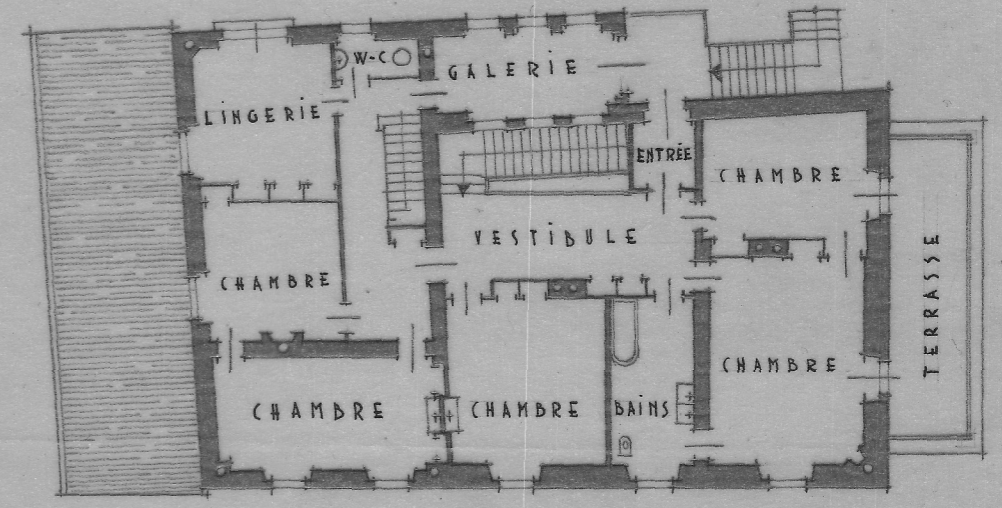 W-C
GALERIE
LINGERIE
ENTRÉE
CHAMBRE
VESTIBULE
CHAMBRE
TERRASSE
CHAMBRE
CHAMBRE
CHAMBRE
BAINS